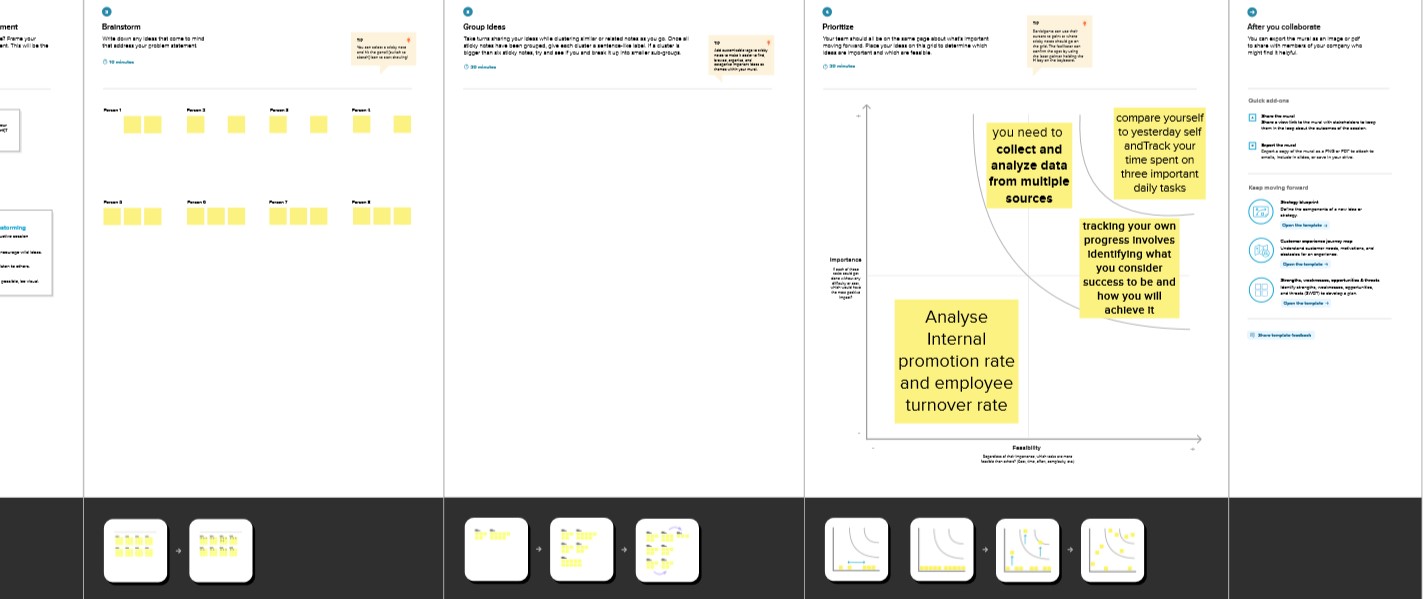 ment
e? Frame your
ent. This will be the
storming
uative session
ncourage wild ideas.
isten to others.
possible, be visual.
Brainstorm
Write down any ideas that come to mind
that address your problem statement.
10 minutes
TIP
You can select a sticky note
and hit the pencil [switch to
sketch] icon to start drawing!
Person 1
Person 2
Person 3
Person 4
Person 5
Person 6
Person 7
Person 8
Group ideas
Take turns sharing your ideas while clustering similar or related notes as you go. Once all
sticky notes have been grouped, give each cluster a sentence-like label. If a cluster is
bigger than six sticky notes, try and see if you and break it up into smaller sub-groups.
20 minutes
TIP
Add customizable tags to sticky
notes to make it easier to find,
browse, organize, and
categorize important ideas as
themes within your mural.
Prioritize
Your team should all be on the same page about what's important
moving forward. Place your ideas on this grid to determine which
ideas are important and which are feasible.
20 minutes
TIP
Participants can use their
cursors to point at where
sticky notes should go on
the grid. The facilitator can
confirm the spot by using
the laser pointer holding the
H key on the keyboard.
you need to
collect and
analyze data
from multiple
sources
compare yourself
to yesterday self
andTrack your
time spent on
three important
daily tasks
tracking your own
progress involves
identifying what
you consider
success to be and
how you will
achieve it
Analyse
Internal
promotion rate
and employee
turnover rate
Importance
If each of these
tasks could get
done without any
difficulty or cost,
which would have
the most positive
impact?
Feasibility
Regardless of their importance, which tasks are more
feasible than others? (Cost, time, effort, complexity, etc.)
After you collaborate
You can export the mural as an image or pdf
to share with members of your company who
might find it helpful.
Quick add-ons
Share the mural
Share a view link to the mural with stakeholders to keep
them in the loop about the outcomes of the session.
Export the mural
Export a copy of the mural as a PNG or PDF to attach to
emails, include in slides, or save in your drive.
Keep moving forward
Strategy blueprint
Define the components of a new idea or
strategy.
Open the template →
Customer experience journey map
Understand customer needs, motivations, and
obstacles for an experience.
Open the template →
Strengths, weaknesses, opportunities & threats
Identify strengths, weaknesses, opportunities,
and threats (SWOT) to develop a plan.
Open the template →
Share template feedback